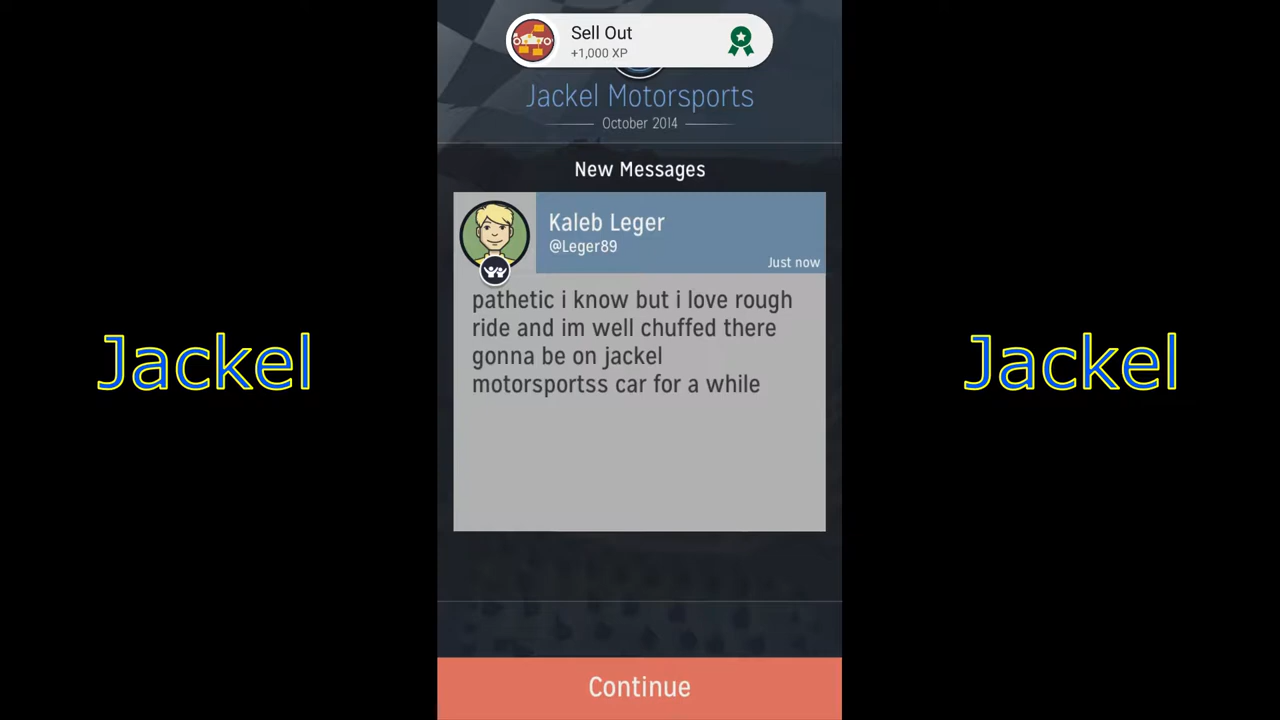 Sell Out
+1,000 XP
Jackel Motorsports
October 2014
New Messages
Kaleb Leger
@Leger89
Just now
pathetic i know but i love rough
ride and im well chuffed there
gonna be on jackel
motorsportss car for a while
Jackel
Jackel
Continue